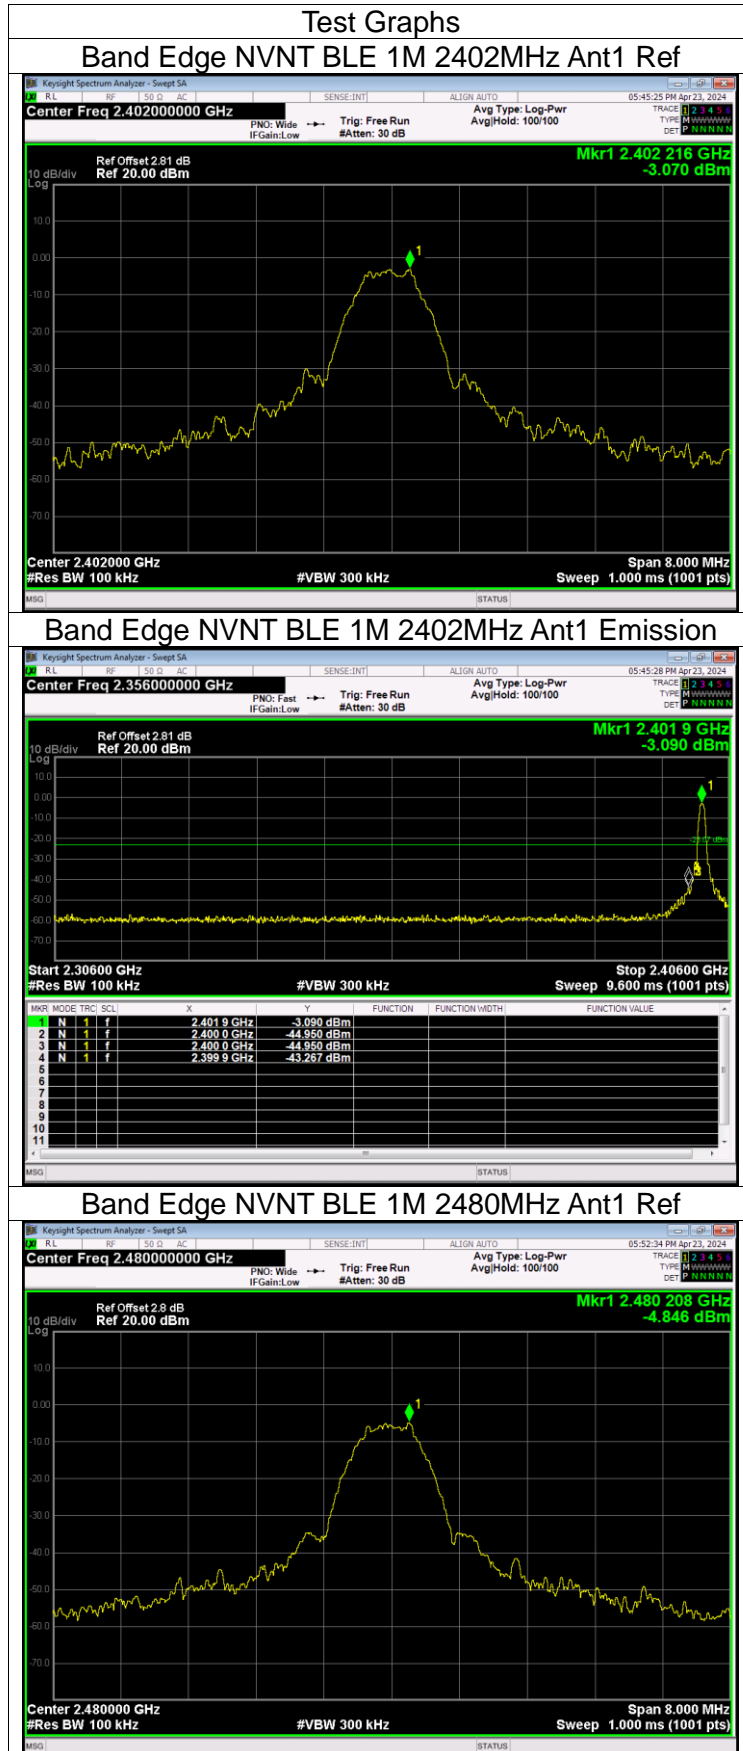 Test Graphs
Band Edge NVNT BLE 1M 2402MHz Ant1 Ref
Keysight Spectrum Analyzer - Swept SA
RL RF 50 Ω AC SENSE:INT ALIGN AUTO 05:45:25 PM Apr 23, 2024
Center Freq 2.402000000 GHz Avg Type: Log-Pwr TRACE 1 2 3 4 5 6
PNO: Wide Trig: Free Run Avg|Hold: 100/100 TYPE M WWWWW
IFGain:Low #Atten: 30 dB DET P N N N N N
Mkr1 2.402 216 GHz
Ref Offset 2.81 dB
10 dB/div Ref 20.00 dBm -3.070 dBm
Log
10.0
0.00
-10.0
1
-20.0
-30.0
-40.0
-50.0
-60.0
-70.0
Center 2.402000 GHz Span 8.000 MHz
#Res BW 100 kHz #VBW 300 kHz Sweep 1.000 ms (1001 pts)
MSG STATUS
Band Edge NVNT BLE 1M 2402MHz Ant1 Emission
Keysight Spectrum Analyzer - Swept SA
RL RF 50 Ω AC SENSE:INT ALIGN AUTO 05:45:28 PM Apr 23, 2024
Center Freq 2.356000000 GHz Avg Type: Log-Pwr TRACE 1 2 3 4 5 6
PNO: Fast Trig: Free Run Avg|Hold: 100/100 TYPE M WWWWW
IFGain:Low #Atten: 30 dB DET P N N N N N
Mkr1 2.401 9 GHz
Ref Offset 2.81 dB
10 dB/div Ref 20.00 dBm -3.090 dBm
Log
10.0
1
0.00
-10.0
-20.0
-23.07 dBm
-30.0
-40.0
-50.0
-60.0
-70.0
Start 2.30600 GHz Stop 2.40600 GHz
#Res BW 100 kHz #VBW 300 kHz Sweep 9.600 ms (1001 pts)
MKR MODE TRC SCL X Y FUNCTION FUNCTION WIDTH FUNCTION VALUE
1 N 1 f 2.401 9 GHz -3.090 dBm
2 N 1 f 2.400 0 GHz -44.950 dBm
3 N 1 f 2.400 0 GHz -44.950 dBm
4 N 1 f 2.399 9 GHz -43.267 dBm
5
6
7
8
9
10
11
MSG STATUS
Band Edge NVNT BLE 1M 2480MHz Ant1 Ref
Keysight Spectrum Analyzer - Swept SA
RL RF 50 Ω AC SENSE:INT ALIGN AUTO 05:52:34 PM Apr 23, 2024
Center Freq 2.480000000 GHz Avg Type: Log-Pwr TRACE 1 2 3 4 5 6
PNO: Wide Trig: Free Run Avg|Hold: 100/100 TYPE M WWWWW
IFGain:Low #Atten: 30 dB DET P N N N N N
Mkr1 2.480 208 GHz
Ref Offset 2.8 dB
10 dB/div Ref 20.00 dBm -4.846 dBm
Log
10.0
0.00
1
-10.0
-20.0
-30.0
-40.0
-50.0
-60.0
-70.0
Center 2.480000 GHz Span 8.000 MHz
#Res BW 100 kHz #VBW 300 kHz Sweep 1.000 ms (1001 pts)
MSG STATUS